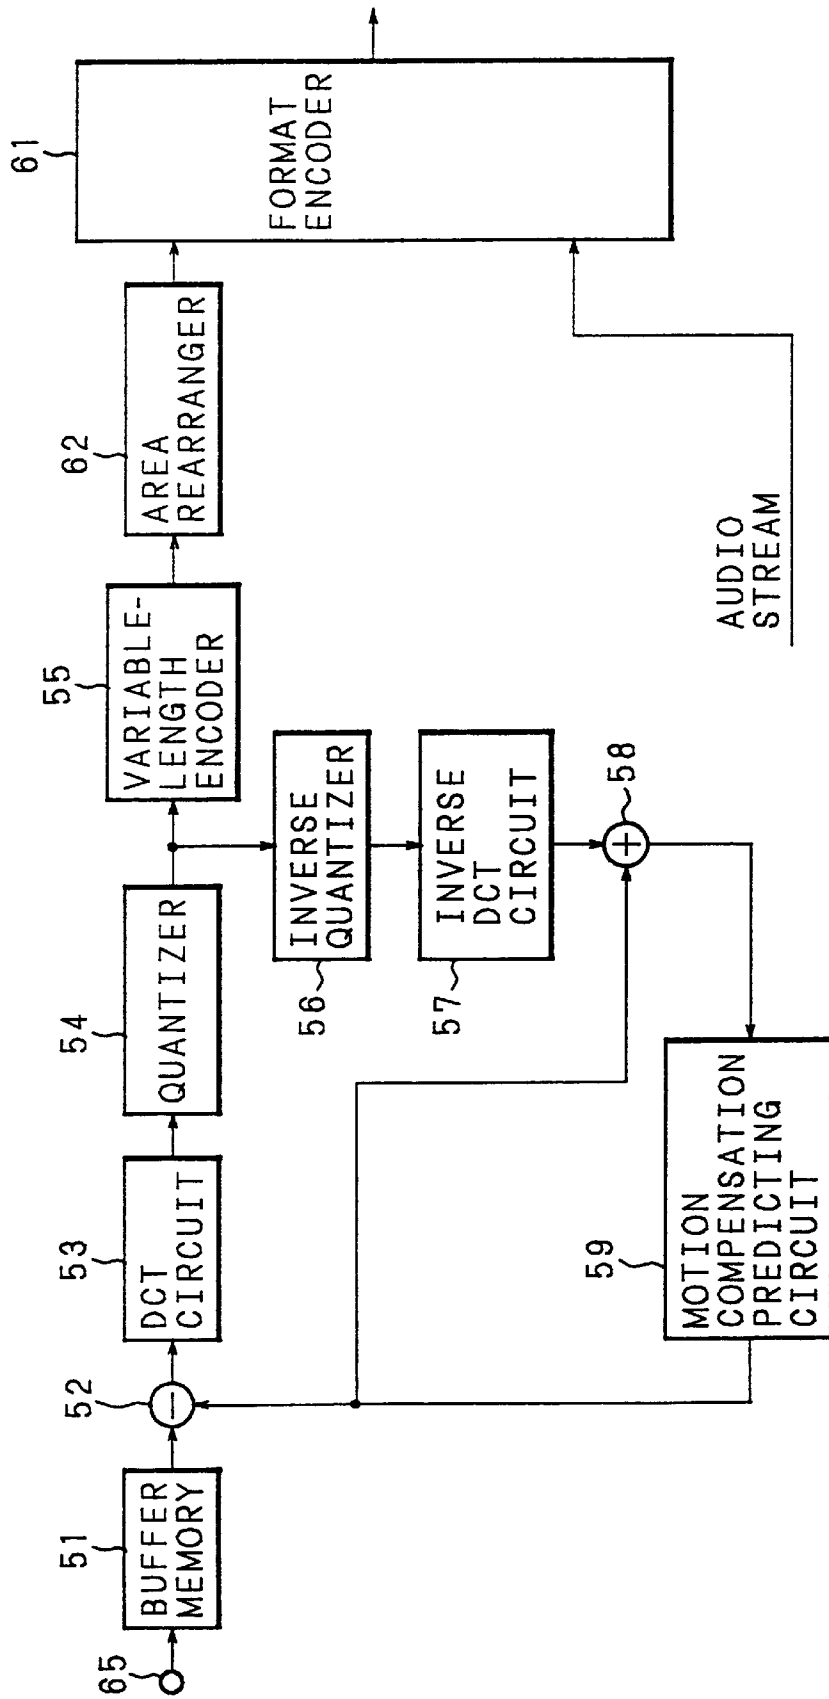 65
51
BUFFER
MEMORY
52
53
DCT
CIRCUIT
54
QUANTIZER
55
VARIABLE-
LENGTH
ENCODER
62
AREA
REARRANGER
61
FORMAT
ENCODER
INVERSE
QUANTIZER
56
INVERSE
DCT
CIRCUIT
57
58
59
MOTION
COMPENSATION
PREDICTING
CIRCUIT
AUDIO
STREAM